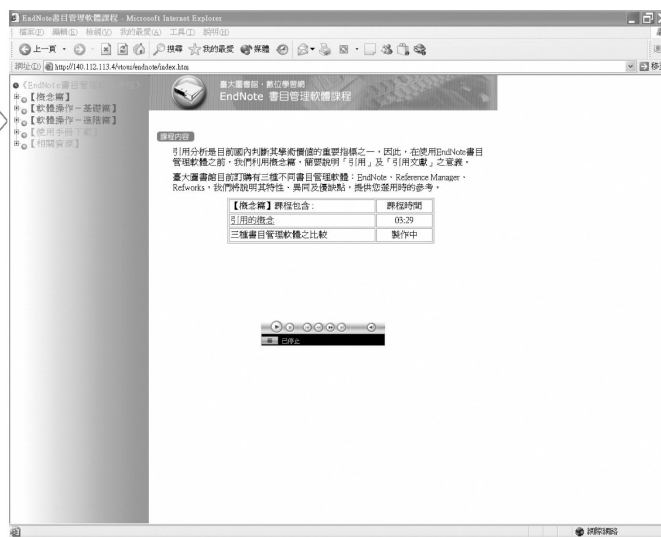 EndNote書目管理軟體課程 - Microsoft Internet Explorer
檔案(F) 編輯(E) 檢視(V) 我的最愛(A) 工具(T) 說明(H)
上一頁 搜尋 我的最愛 媒體
網址(D) http://140.112.113.4/vtous/endnote/index.htm
【概念篇】
【軟體操作－基礎篇】
【軟體操作－進階篇】
【使用手冊下載】
【相關資源】
臺大圖書館‧數位學習網
EndNote 書目管理軟體課程
課程內容
引用分析是目前國內判斷其學術價值的重要指標之一，因此，在使用EndNote書目
管理軟體之前，我們利用概念篇，簡要說明「引用」及「引用文獻」之意義。
臺大圖書館目前訂購有三種不同書目管理軟體：EndNote、Reference Manager、
Refworks，我們將說明其特性、異同及優缺點，提供您選用時的參考。
【概念篇】課程包含: 課程時間
引用的概念 03:29
三種書目管理軟體之比較 製作中
已停止
網際網路